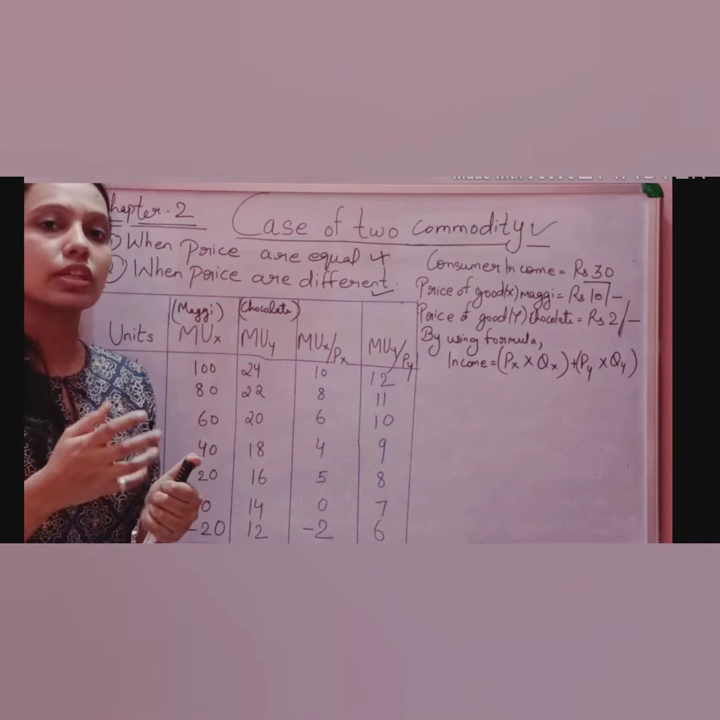 hapter-2
Case of two commodity ✓
1) When Price are equal
2) When Price are different.
Consumer Income = Rs 30
Price of good(X) maggi = Rs 10/-
Price of good(Y) Chocolate = Rs 2/-
By using formula,
Income = (Px X Qx) + (Py X Qy)
(Maggi) (Chocolate)
Units MUx MUy MUx/Px MUy/Py
100 24 10 12
80 22 8 11
60 20 6 10
40 18 4 9
20 16 5 8
0 14 0 7
-20 12 -2 6